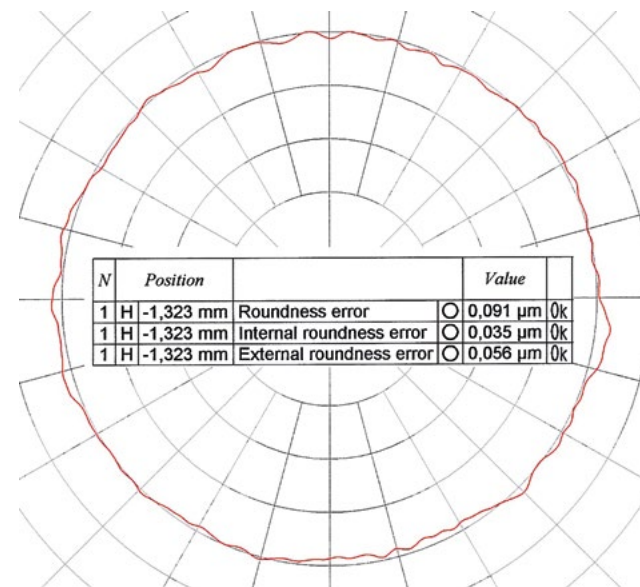 N Position Value
1 H -1,323 mm Roundness error 0,091 µm 0k
1 H -1,323 mm Internal roundness error 0,035 µm 0k
1 H -1,323 mm External roundness error 0,056 µm 0k